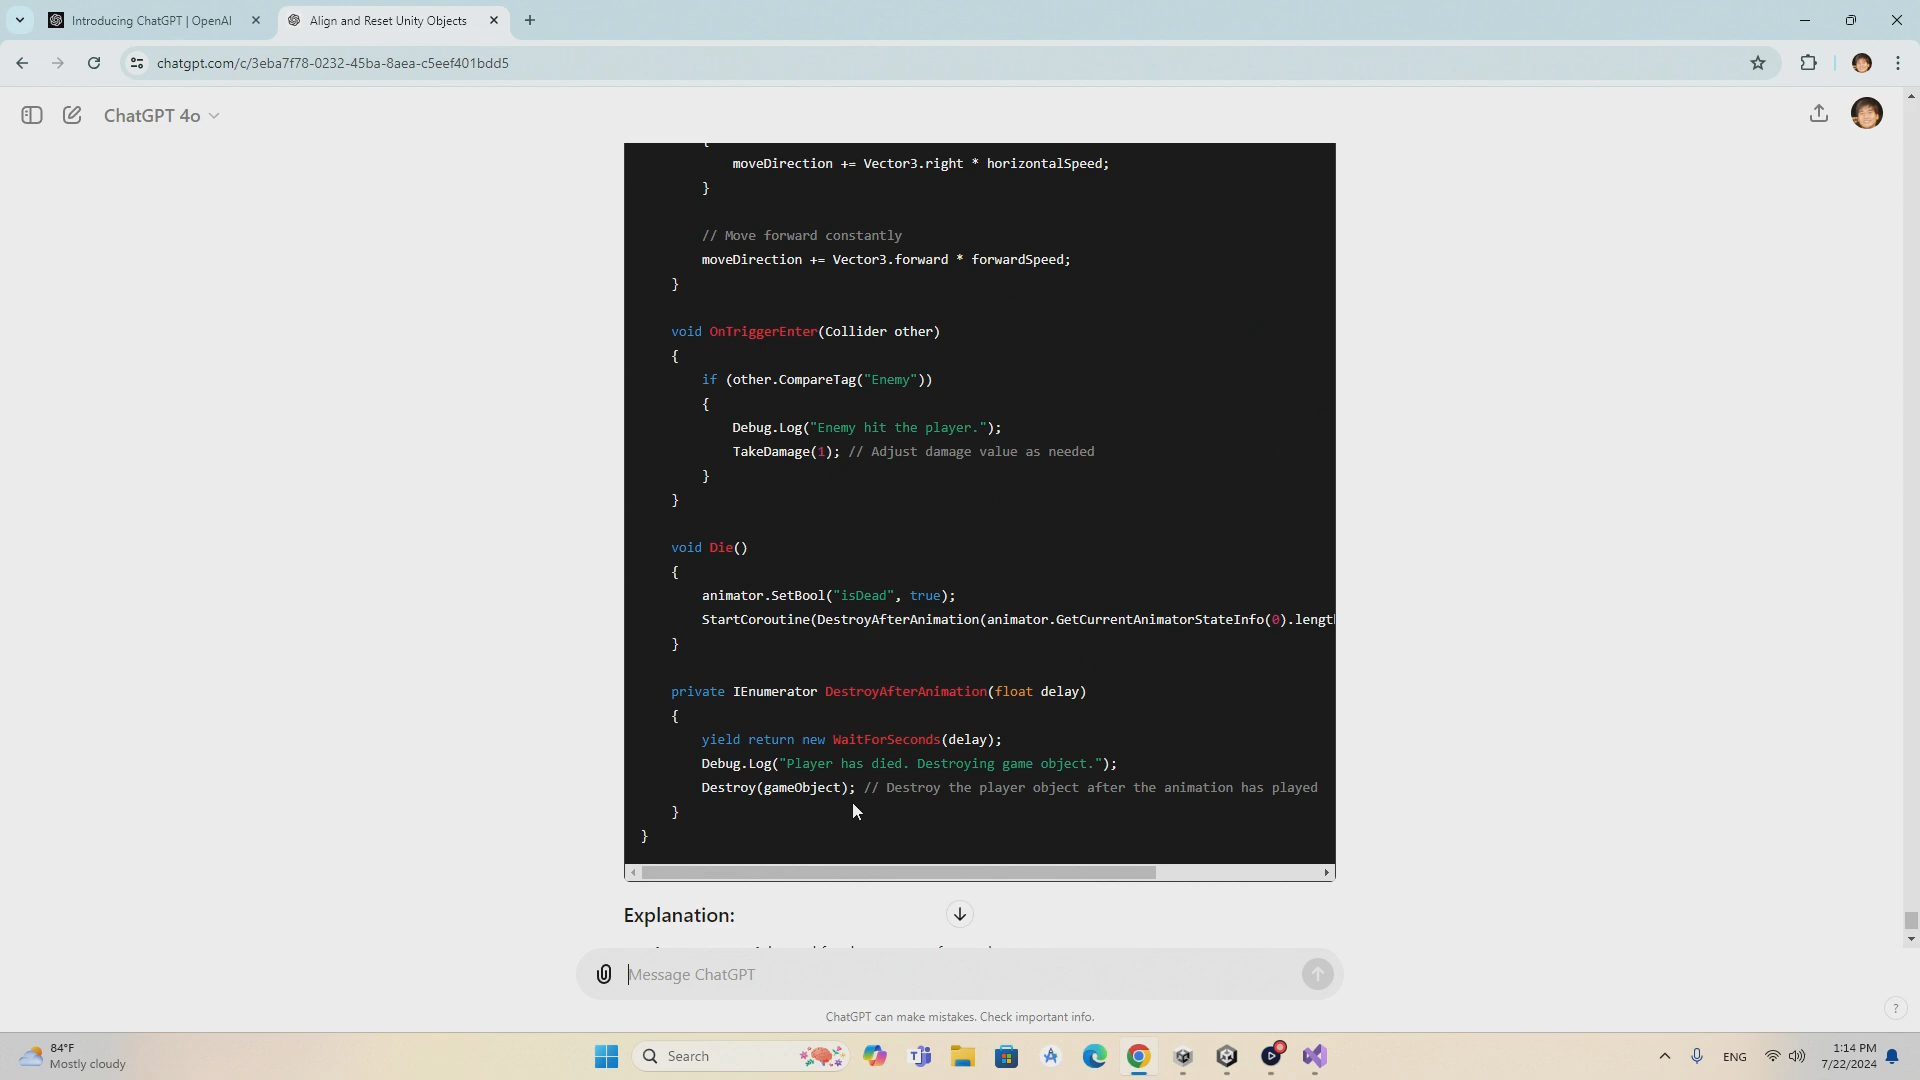 Introducing ChatGPT | OpenAI
Align and Reset Unity Objects
chatgpt.com/c/3eba7f78-0232-45ba-8aea-c5eef401bdd5
ChatGPT 4o
moveDirection += Vector3.right * horizontalSpeed;
}
// Move forward constantly
moveDirection += Vector3.forward * forwardSpeed;
}
void OnTriggerEnter(Collider other)
{
if (other.CompareTag("Enemy"))
{
Debug.Log("Enemy hit the player.");
TakeDamage(1); // Adjust damage value as needed
}
}
void Die()
{
animator.SetBool("isDead", true);
StartCoroutine(DestroyAfterAnimation(animator.GetCurrentAnimatorStateInfo(0).lengt
}
private IEnumerator DestroyAfterAnimation(float delay)
{
yield return new WaitForSeconds(delay);
Debug.Log("Player has died. Destroying game object.");
Destroy(gameObject); // Destroy the player object after the animation has played
}
}
Explanation:
Message ChatGPT
ChatGPT can make mistakes. Check important info.
?
84°F
Mostly cloudy
Search
ENG
1:14 PM
7/22/2024